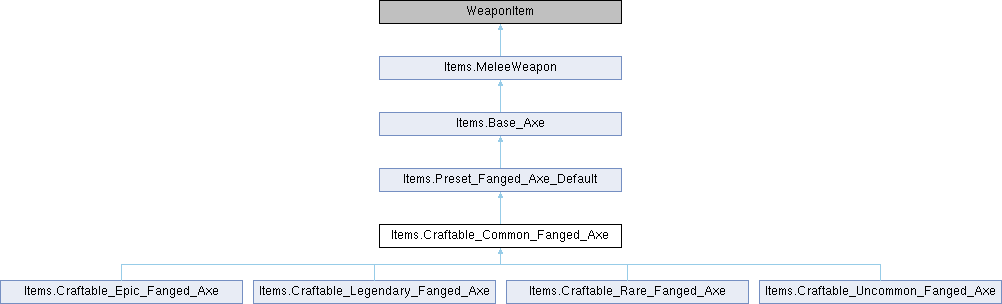 WeaponItem
Items.MeleeWeapon
Items.Base_Axe
Items.Preset_Fanged_Axe_Default
Items.Craftable_Common_Fanged_Axe
Items.Craftable_Epic_Fanged_Axe
Items.Craftable_Legendary_Fanged_Axe
Items.Craftable_Rare_Fanged_Axe
Items.Craftable_Uncommon_Fanged_Axe